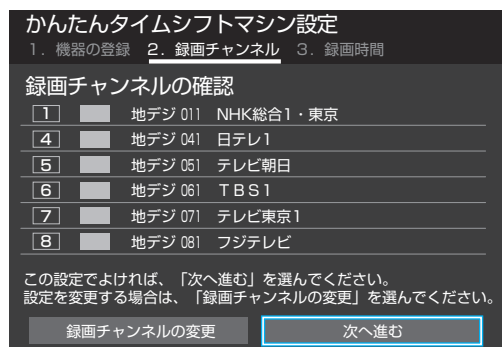 かんたんタイムシフトマシン設定
1. 機器の登録 2. 録画チャンネル 3. 録画時間
録画チャンネルの確認
1 地デジ 011 NHK総合1・東京
4 地デジ 041 日テレ1
5 地デジ 051 テレビ朝日
6 地デジ 061 TBS1
7 地デジ 071 テレビ東京1
8 地デジ 081 フジテレビ
この設定でよければ、「次へ進む」を選んでください。
設定を変更する場合は、「録画チャンネルの変更」を選んでください。
録画チャンネルの変更 次へ進む